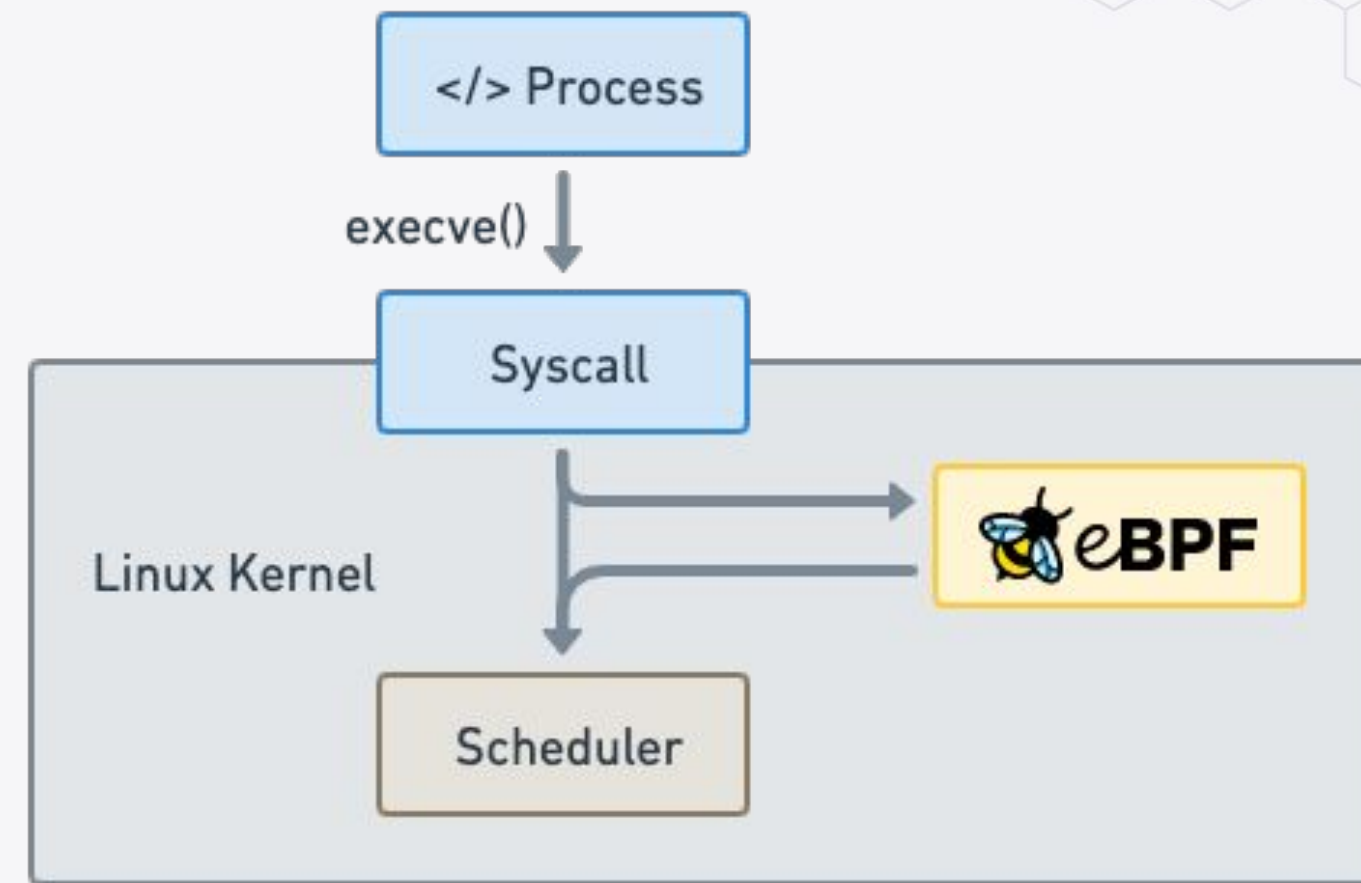 </> Process
execve()
Syscall
Linux Kernel
eBPF
Scheduler